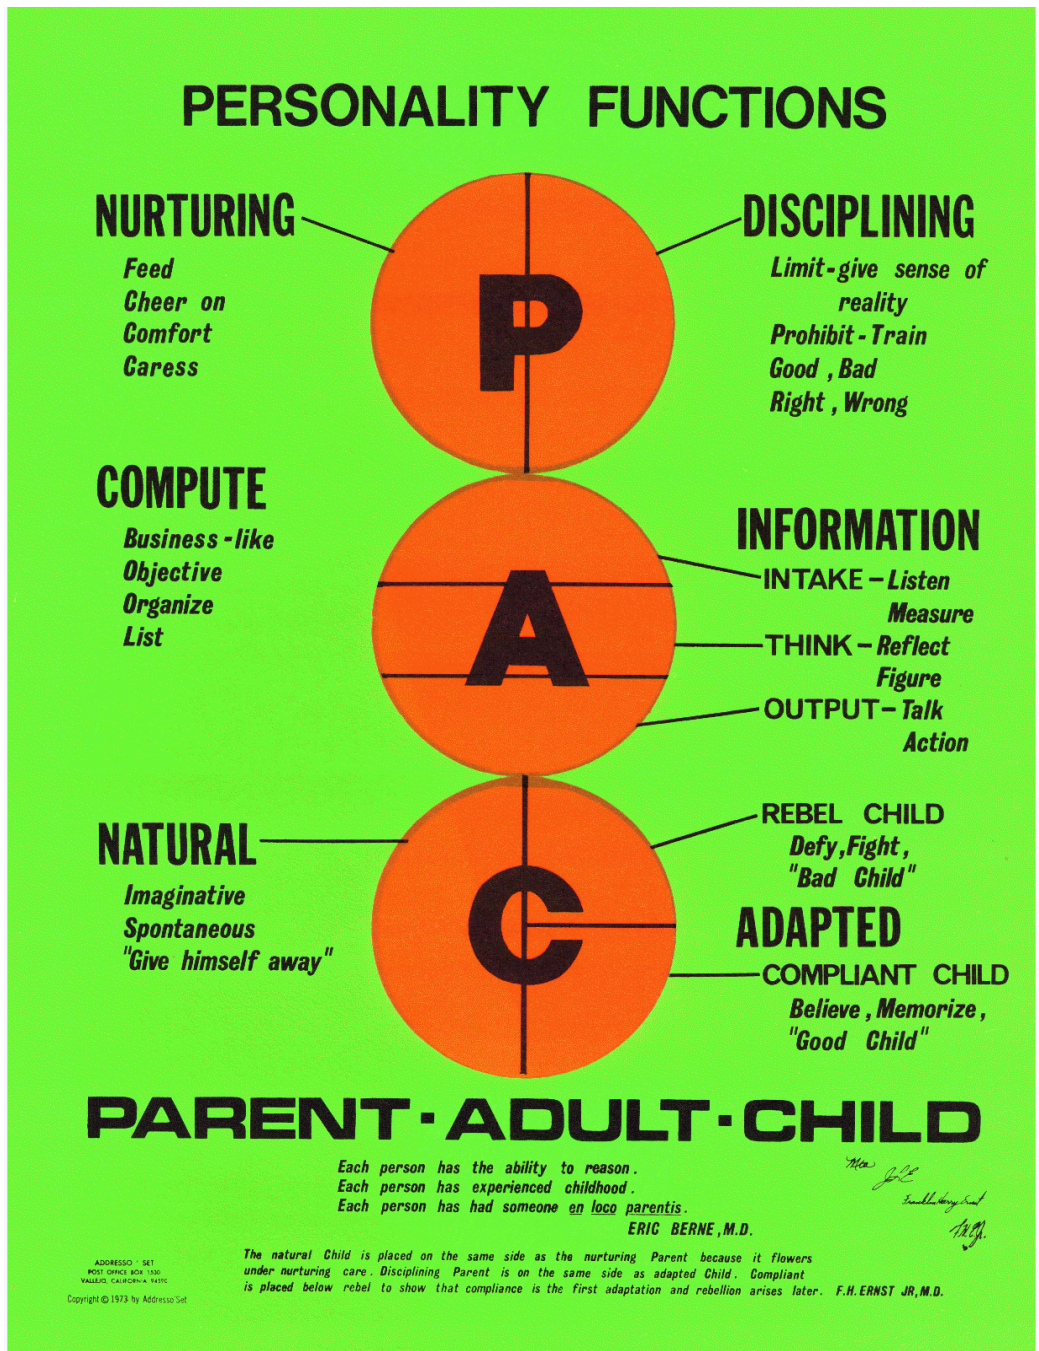 PERSONALITY FUNCTIONS
NURTURING
Feed
Cheer on
Comfort
Caress
P
DISCIPLINING
Limit-give sense of
reality
Prohibit-Train
Good, Bad
Right, Wrong
COMPUTE
Business-like
Objective
Organize
List
A
INFORMATION
INTAKE-Listen
Measure
THINK-Reflect
Figure
OUTPUT-Talk
Action
NATURAL
Imaginative
Spontaneous
"Give himself away"
C
REBEL CHILD
Defy, Fight,
"Bad Child"
ADAPTED
COMPLIANT CHILD
Believe, Memorize,
"Good Child"
PARENT·ADULT·CHILD
Each person has the ability to reason.
Each person has experienced childhood.
Each person has had someone en loco parentis.
ERIC BERNE, M.D.
The natural Child is placed on the same side as the nurturing Parent because it flowers
under nurturing care. Disciplining Parent is on the same side as adapted Child. Compliant
is placed below rebel to show that compliance is the first adaptation and rebellion arises later. F.H. ERNST JR, M.D.
ADDRESSO'SET
POST OFFICE BOX 1530
VALLEJO, CALIFORNIA
Copyright © 1973 by Addresso'Set